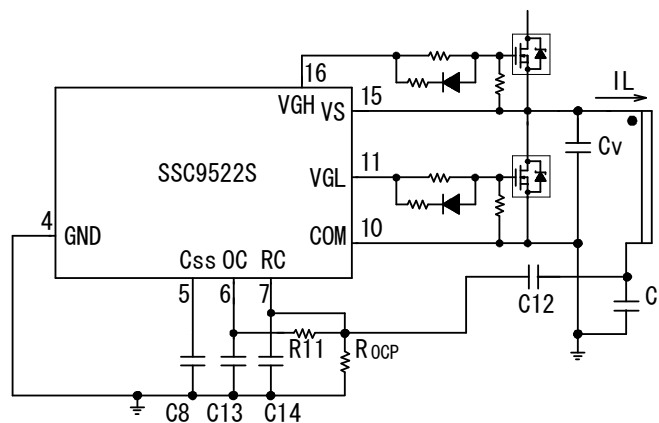 16
IL
VGH VS
15
Cv
SSC9522S
VGL
11
4
GND
COM
10
Css OC RC
5
6
7
C12
C
R11
ROCP
C8
C13
C14